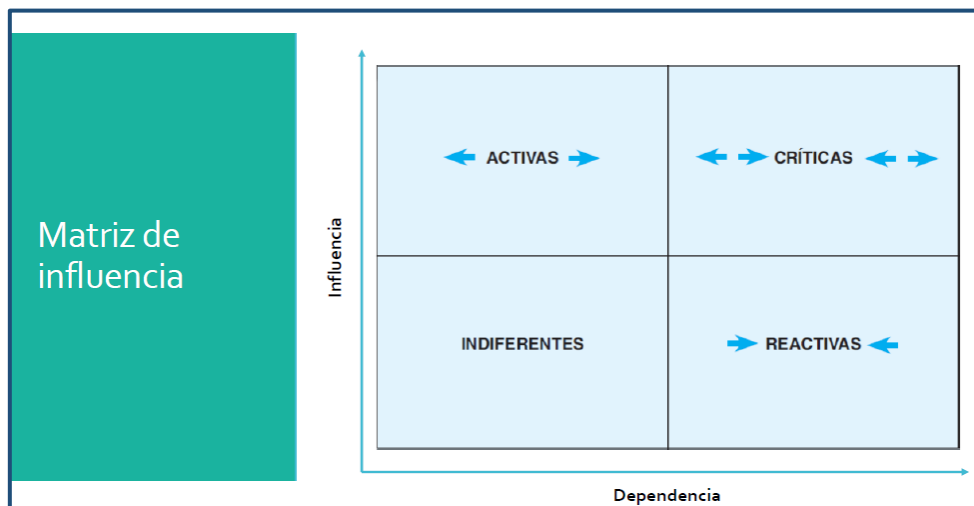 Matriz de
influencia
Influencia
ACTIVAS
CRÍTICAS
INDIFERENTES
REACTIVAS
Dependencia